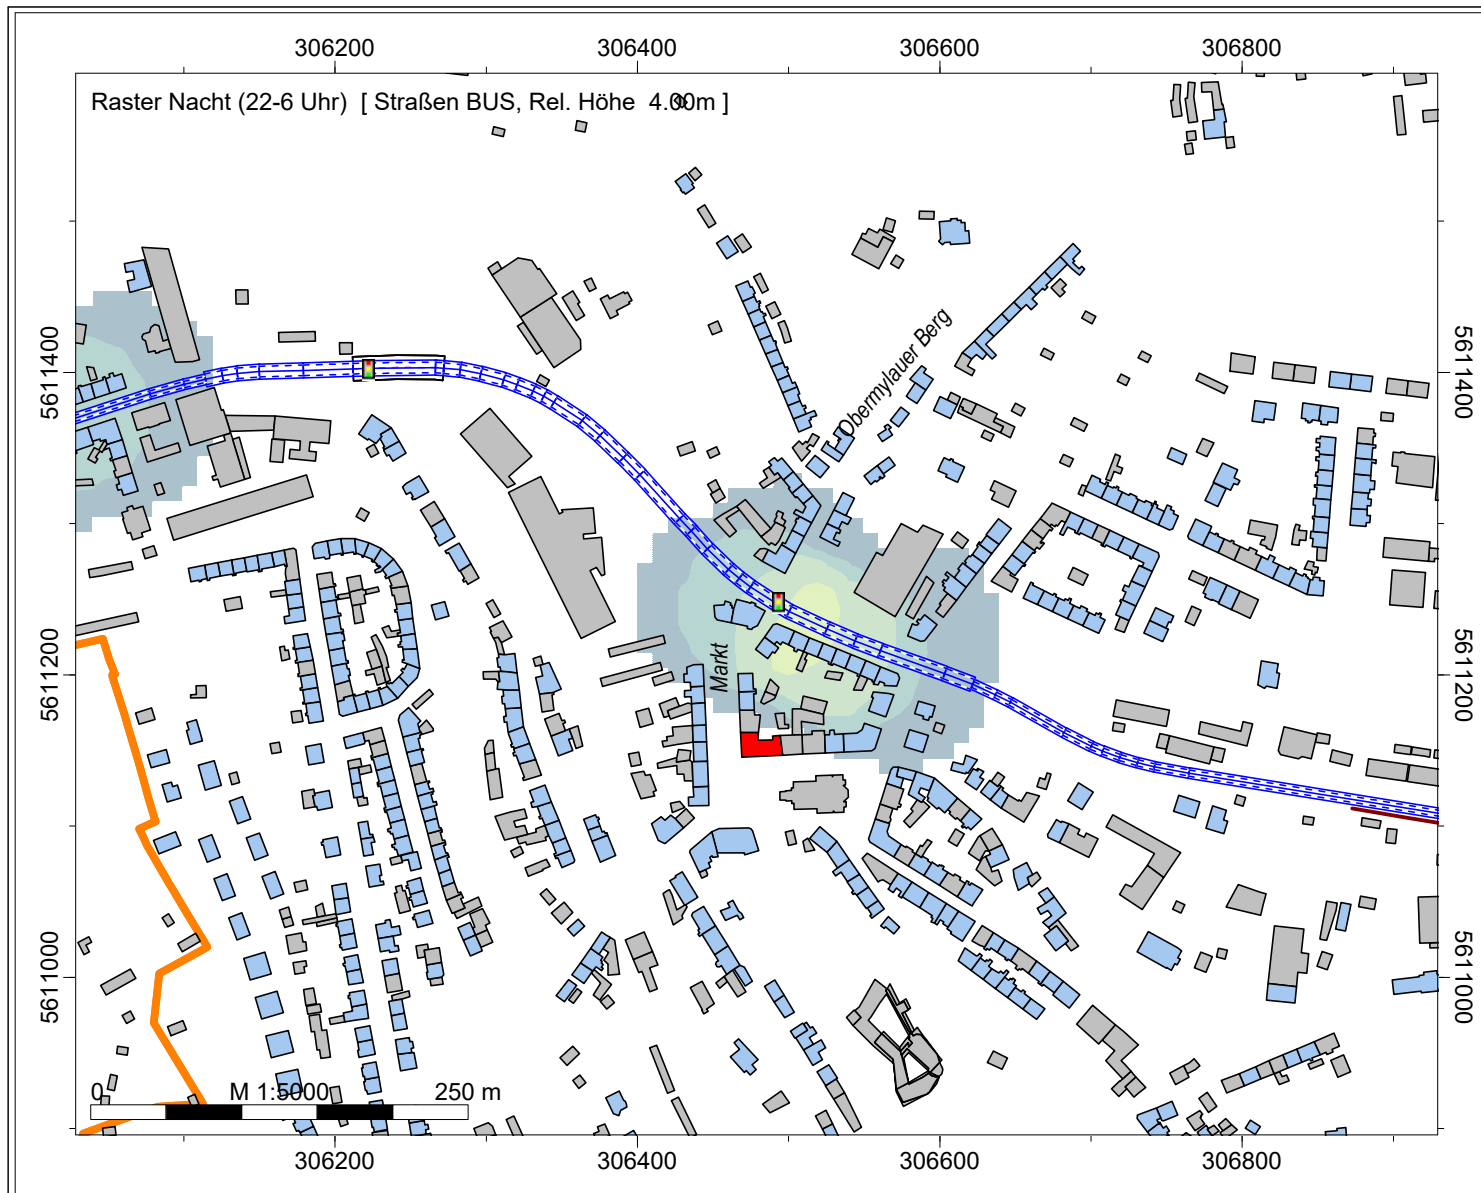 306200 306400 306600 306800
Raster Nacht (22-6 Uhr) [ Straßen BUS, Rel. Höhe 4.00m ]
5611400
5611400
Obermylauer Berg
5611200
Markt
5611200
5611000
5611000
0 M 1:5000 250 m
306200 306400 306600 306800